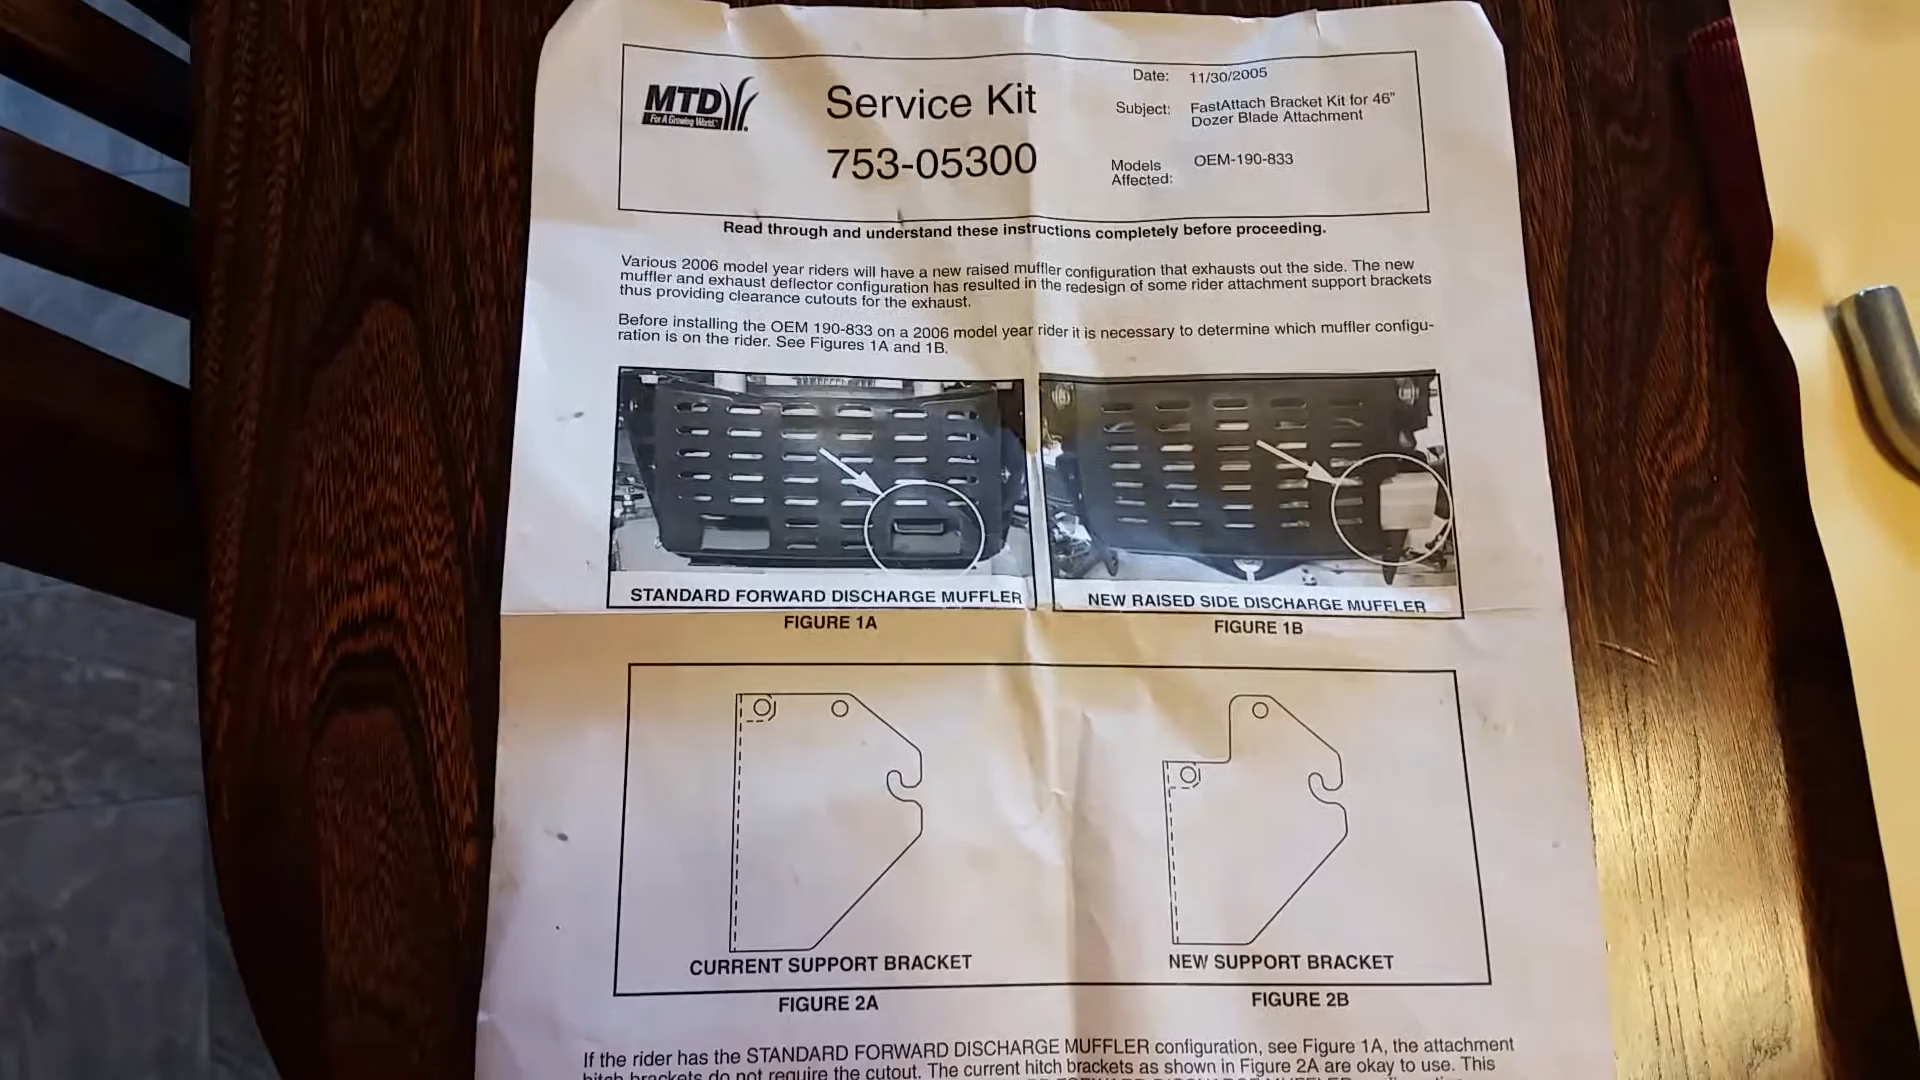 MTD
For A Growing World.
Service Kit
753-05300
Date: 11/30/2005
Subject: FastAttach Bracket Kit for 46"
Dozer Blade Attachment
Models
Affected: OEM-190-833
Read through and understand these instructions completely before proceeding.
Various 2006 model year riders will have a new raised muffler configuration that exhausts out the side. The new
muffler and exhaust deflector configuration has resulted in the redesign of some rider attachment support brackets
thus providing clearance cutouts for the exhaust.
Before installing the OEM 190-833 on a 2006 model year rider it is necessary to determine which muffler configu-
ration is on the rider. See Figures 1A and 1B.
STANDARD FORWARD DISCHARGE MUFFLER
FIGURE 1A
NEW RAISED SIDE DISCHARGE MUFFLER
FIGURE 1B
CURRENT SUPPORT BRACKET
FIGURE 2A
NEW SUPPORT BRACKET
FIGURE 2B
If the rider has the STANDARD FORWARD DISCHARGE MUFFLER configuration, see Figure 1A, the attachment
hitch brackets do not require the cutout. The current hitch brackets as shown in Figure 2A are okay to use. This